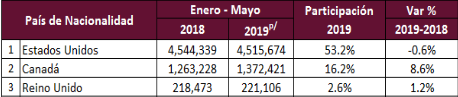 País de Nacionalidad Enero - Mayo Participación 2019 Var % 2019-2018
2018 2019p/
1 Estados Unidos 4,544,339 4,515,674 53.2% -0.6%
2 Canadá 1,263,228 1,372,421 16.2% 8.6%
3 Reino Unido 218,473 221,106 2.6% 1.2%